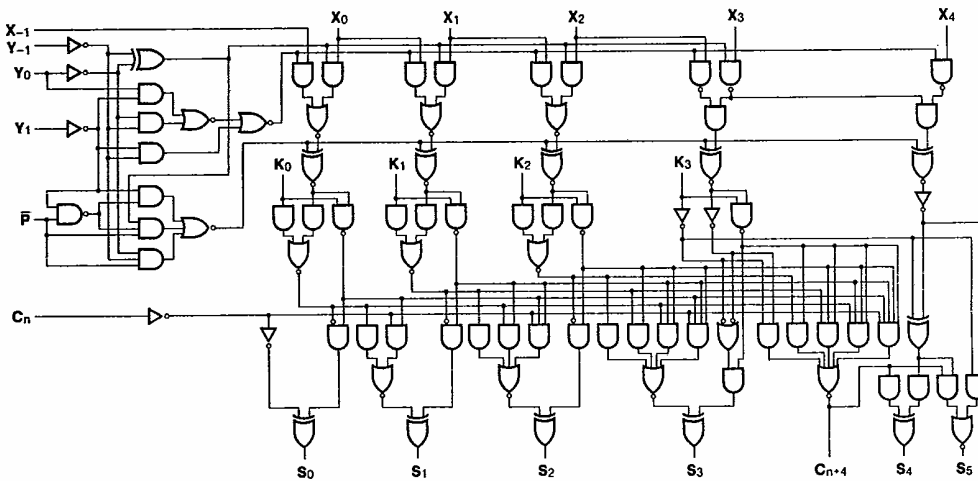 X₀ X₁ X₂ X₃ X₄
X₋₁
Y₋₁
Y₀
Y₁
P̅
K₀ K₁ K₂ K₃
Cₙ
S₀ S₁ S₂ S₃ Cₙ₊₄ S₄ S₅